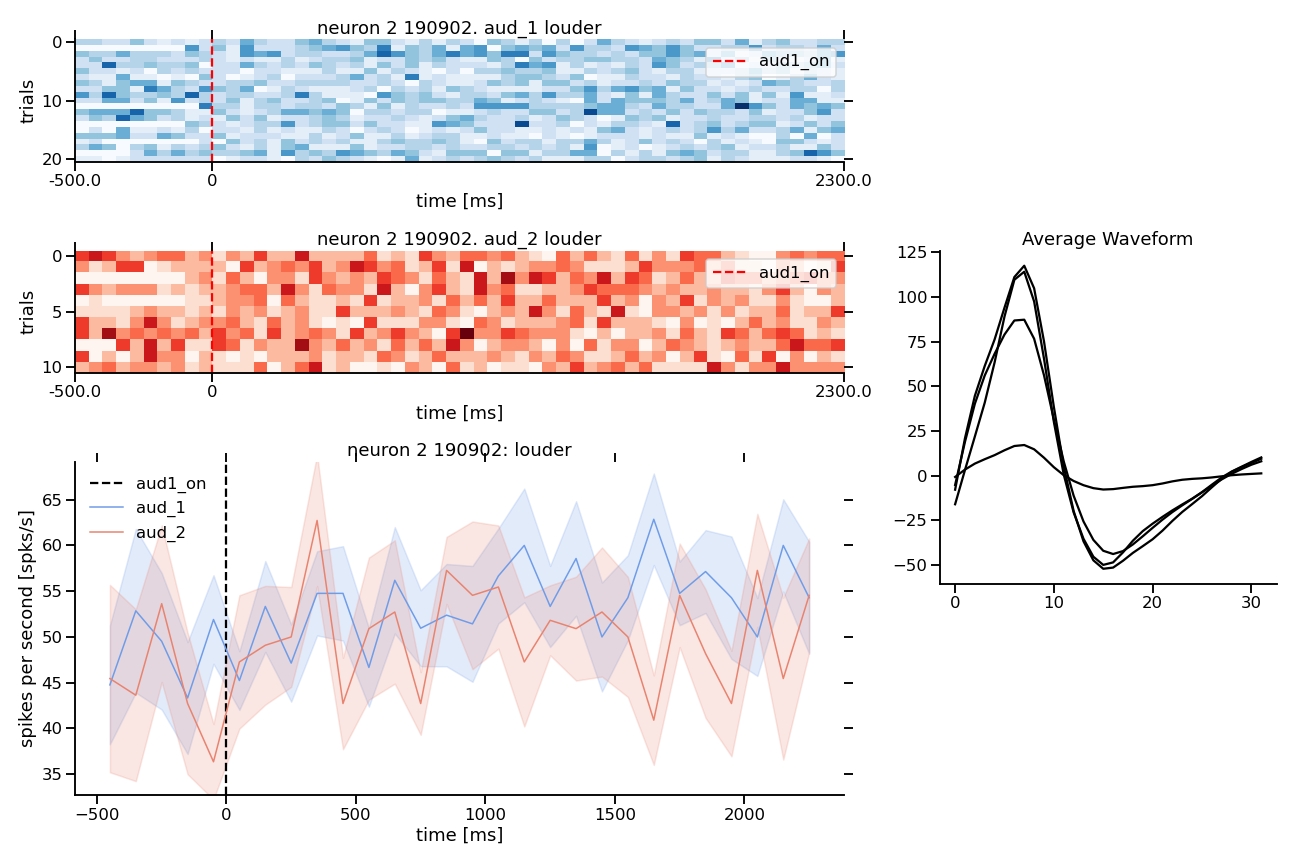 neuron 2 190902. aud_1 louder
trials
0
10
20
aud1_on
-500.0
0
2300.0
time [ms]
neuron 2 190902. aud_2 louder
trials
0
5
10
aud1_on
-500.0
0
2300.0
time [ms]
neuron 2 190902: louder
spikes per second [spks/s]
65
60
55
50
45
40
35
aud1_on
aud_1
aud_2
−500
0
500
1000
1500
2000
time [ms]
Average Waveform
125
100
75
50
25
0
−25
−50
0
10
20
30